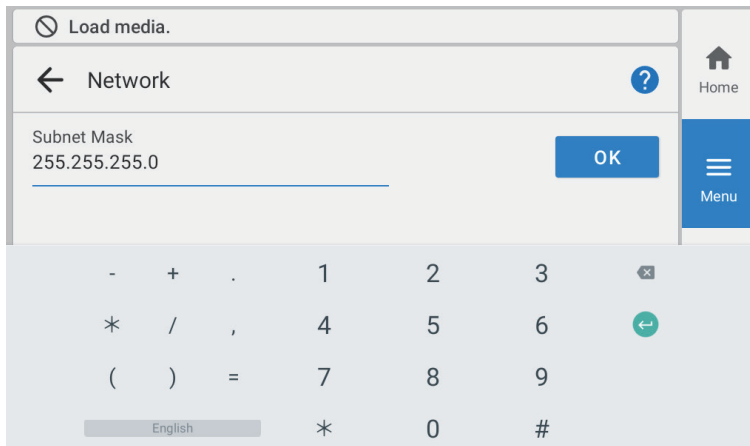 Load media.
Network
?
Home
Subnet Mask
255.255.255.0
OK
Menu
- + . 1 2 3
* / , 4 5 6
( ) = 7 8 9
English * 0 #